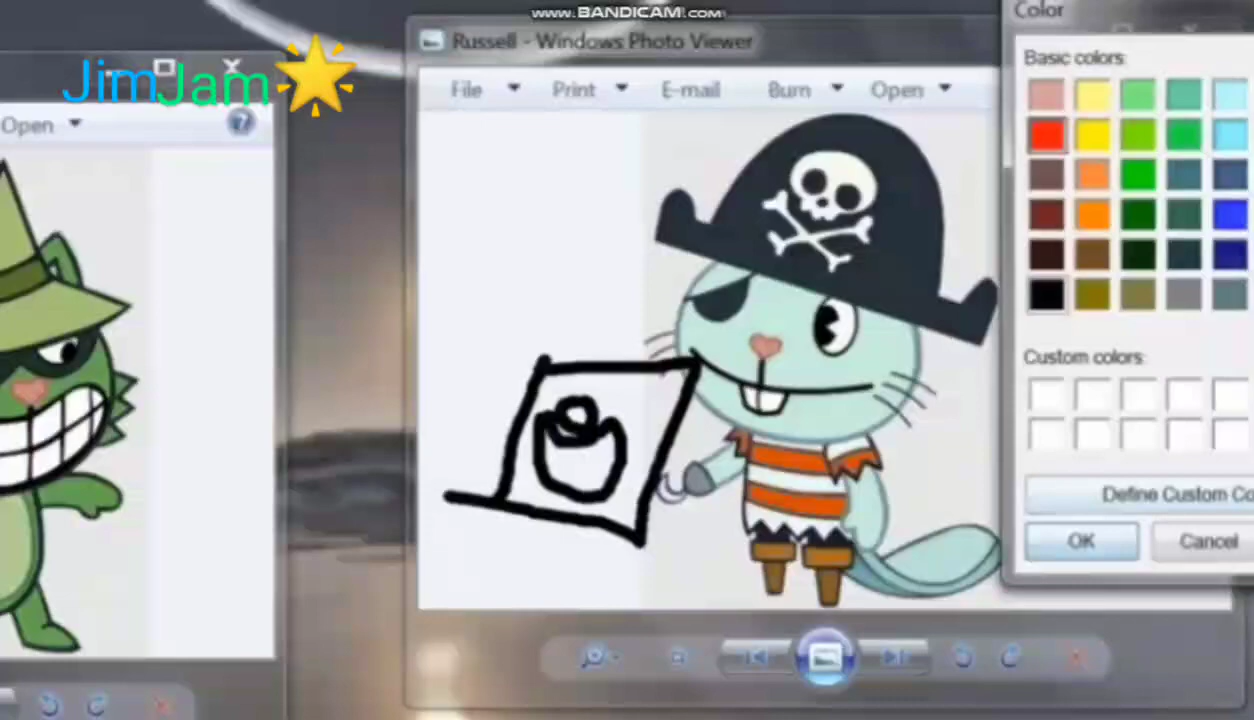 www.BANDICAM.com
JimJam
Open
Russell - Windows Photo Viewer
File Print E-mail Burn Open
Color
Basic colors:
Custom colors:
Define Custom Co
OK Cancel